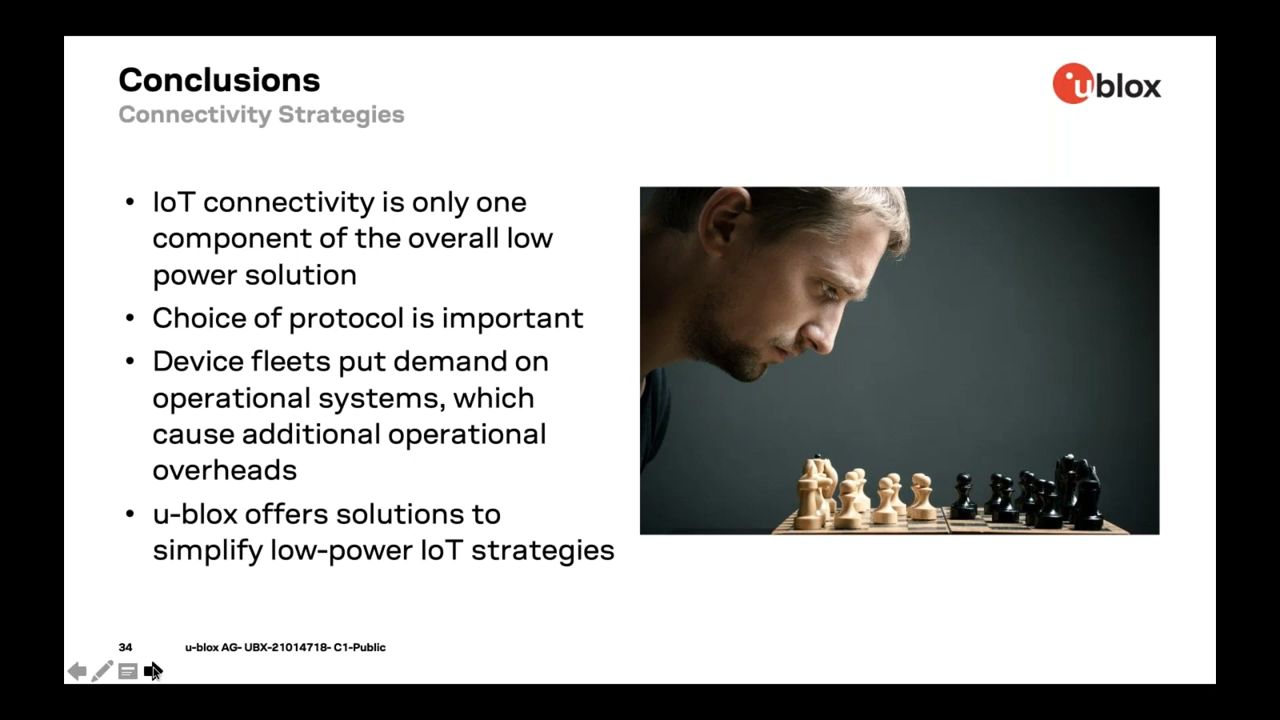 Conclusions
Connectivity Strategies
ublox
• IoT connectivity is only one
component of the overall low
power solution
• Choice of protocol is important
• Device fleets put demand on
operational systems, which
cause additional operational
overheads
• u-blox offers solutions to
simplify low-power IoT strategies
34
u-blox AG- UBX-21014718- C1-Public